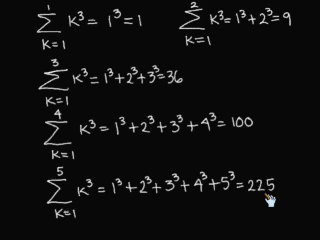 ∑_{K=1}^{1} K³ = 1³ = 1    ∑_{K=1}^{2} K³ = 1³ + 2³ = 9
∑_{K=1}^{3} K³ = 1³ + 2³ + 3³ = 36
∑_{K=1}^{4} K³ = 1³ + 2³ + 3³ + 4³ = 100
∑_{K=1}^{5} K³ = 1³ + 2³ + 3³ + 4³ + 5³ = 225